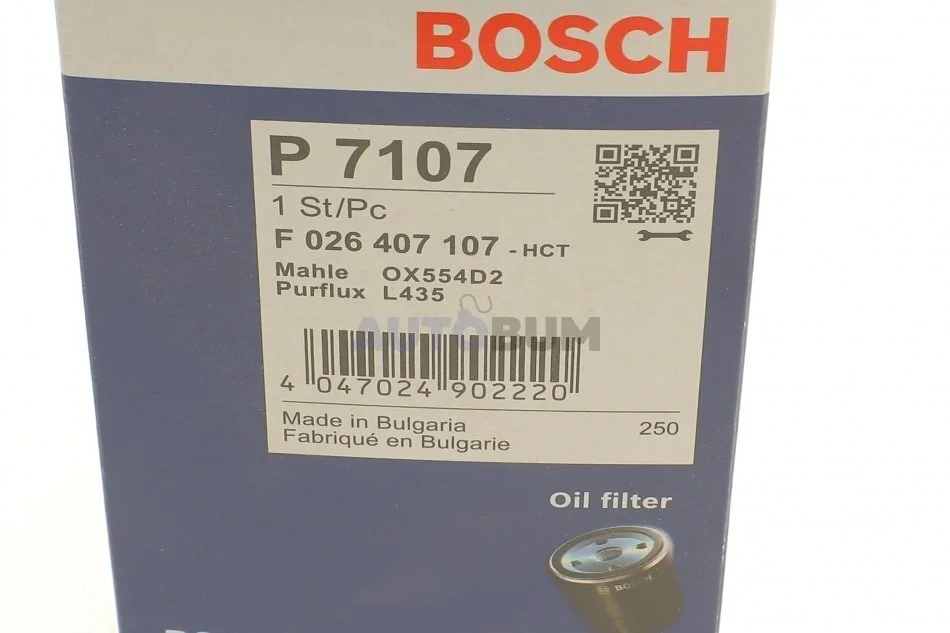 BOSCH
P 7107
1 St/Pc
F 026 407 107 - HCT
Mahle OX554D2
Purflux L435
AUTOBUM
4 047024 902220
Made in Bulgaria
Fabriqué en Bulgarie
250
Oil filter
BOSCH